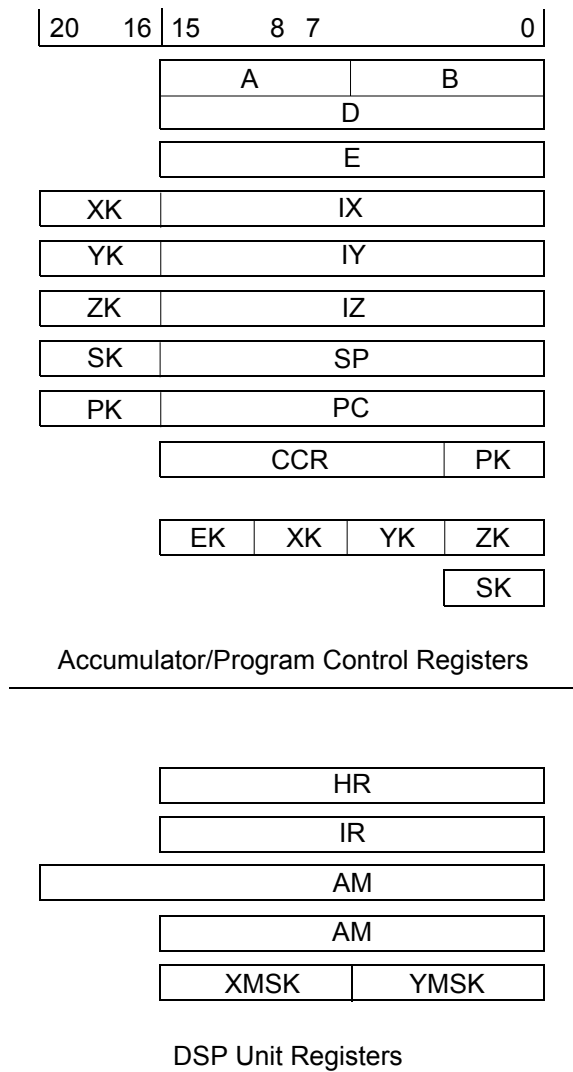 20 16 15 8 7 0
A B
D
E
XK IX
YK IY
ZK IZ
SK SP
PK PC
CCR PK
EK XK YK ZK
SK
Accumulator/Program Control Registers
HR
IR
AM
AM
XMSK YMSK
DSP Unit Registers